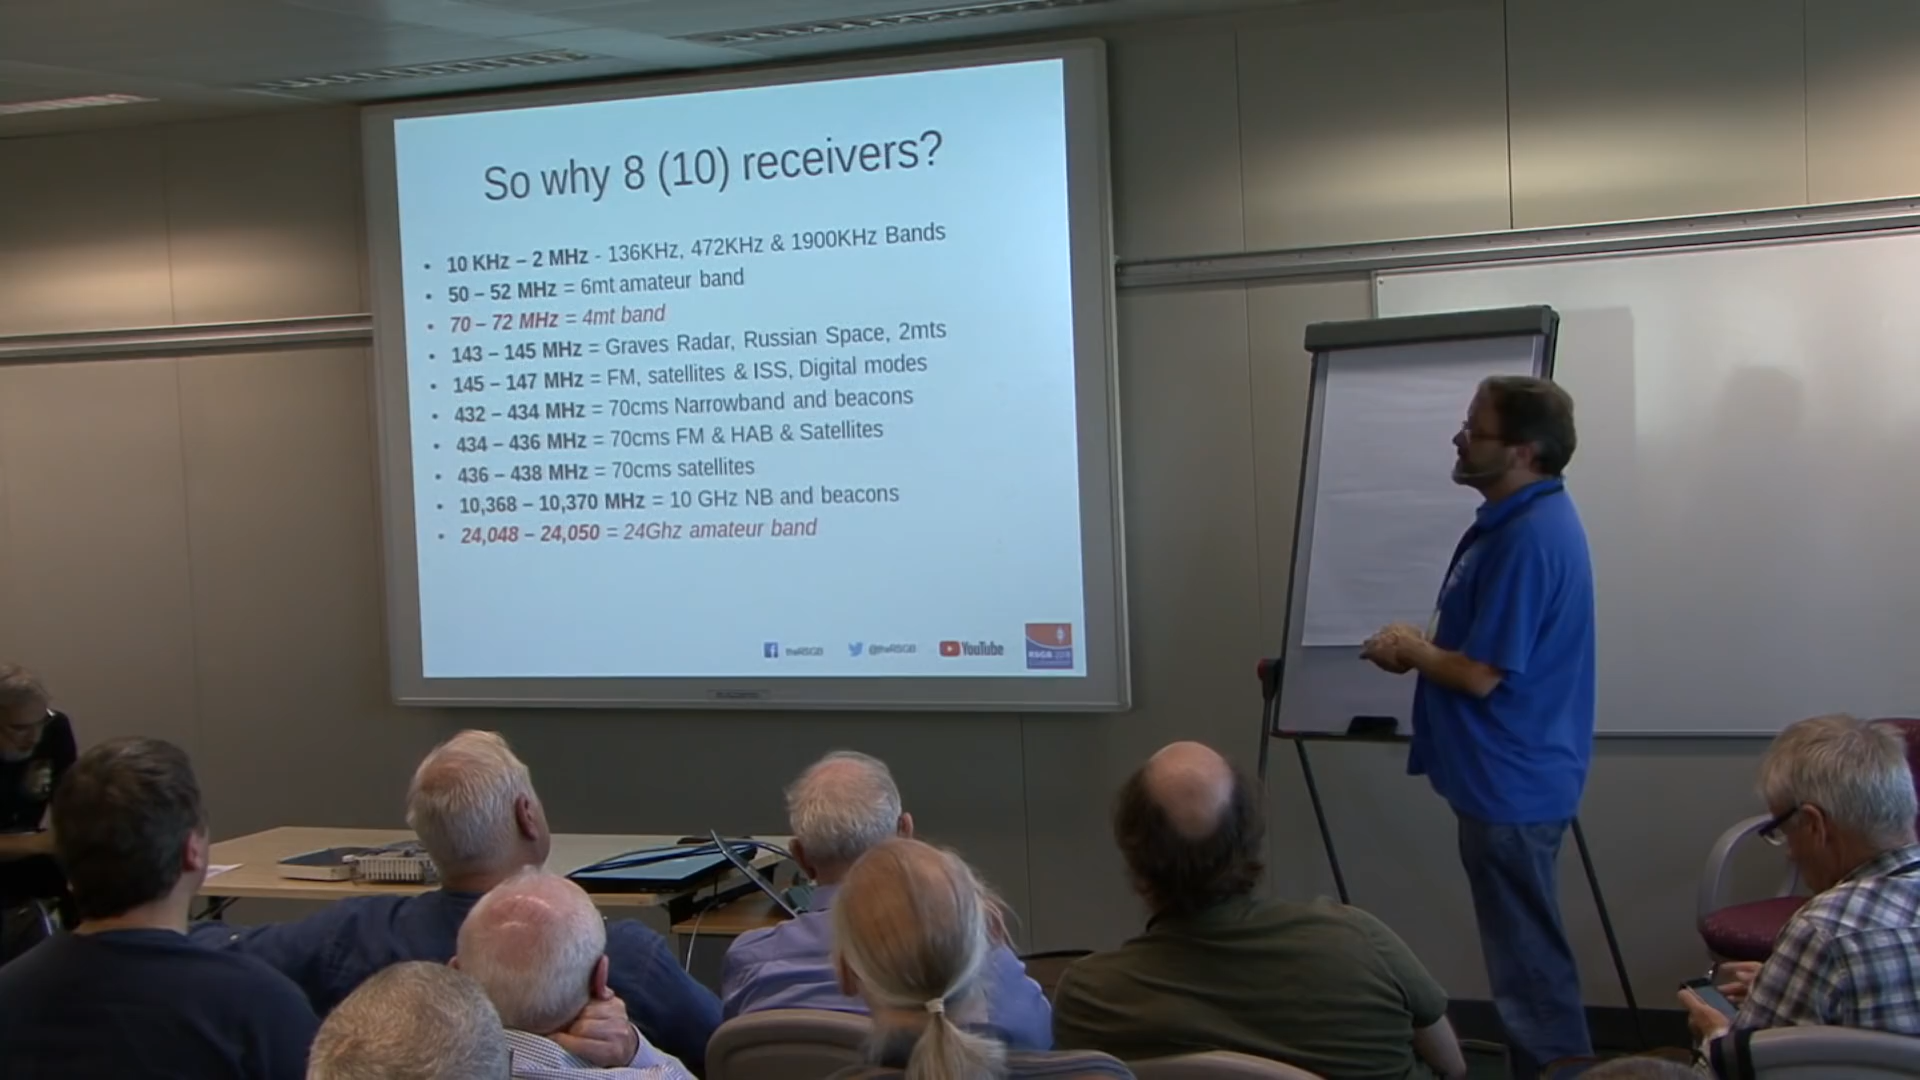 So why 8 (10) receivers?
• 10 KHz – 2 MHz - 136KHz, 472KHz & 1900KHz Bands
• 50 – 52 MHz = 6mt amateur band
• 70 – 72 MHz = 4mt band
• 143 – 145 MHz = Graves Radar, Russian Space, 2mts
• 145 – 147 MHz = FM, satellites & ISS, Digital modes
• 432 – 434 MHz = 70cms Narrowband and beacons
• 434 – 436 MHz = 70cms FM & HAB & Satellites
• 436 – 438 MHz = 70cms satellites
• 10,368 – 10,370 MHz = 10 GHz NB and beacons
• 24,048 – 24,050 = 24Ghz amateur band
theRSGB @theRSGB YouTube
RSGB